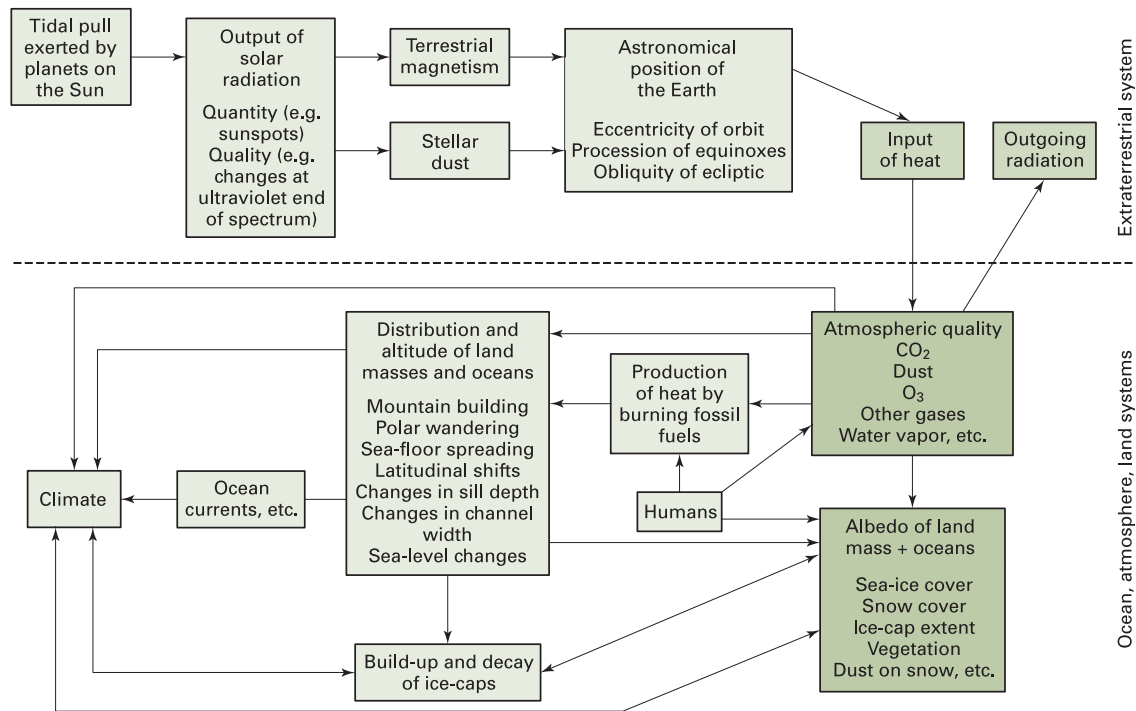 Tidal pull
exerted by
planets on
the Sun
Output of
solar
radiation
Quantity (e.g.
sunspots)
Quality (e.g.
changes at
ultraviolet end
of spectrum)
Terrestrial
magnetism
Stellar
dust
Astronomical
position of
the Earth
Eccentricity of orbit
Procession of equinoxes
Obliquity of ecliptic
Input
of heat
Outgoing
radiation
Extraterrestrial system
Distribution and
altitude of land
masses and oceans
Mountain building
Polar wandering
Sea-floor spreading
Latitudinal shifts
Changes in sill depth
Changes in channel
width
Sea-level changes
Production
of heat by
burning fossil
fuels
Atmospheric quality
CO₂
Dust
O₃
Other gases
Water vapor, etc.
Climate
Ocean
currents, etc.
Humans
Albedo of land
mass + oceans
Sea-ice cover
Snow cover
Ice-cap extent
Vegetation
Dust on snow, etc.
Build-up and decay
of ice-caps
Ocean, atmosphere, land systems